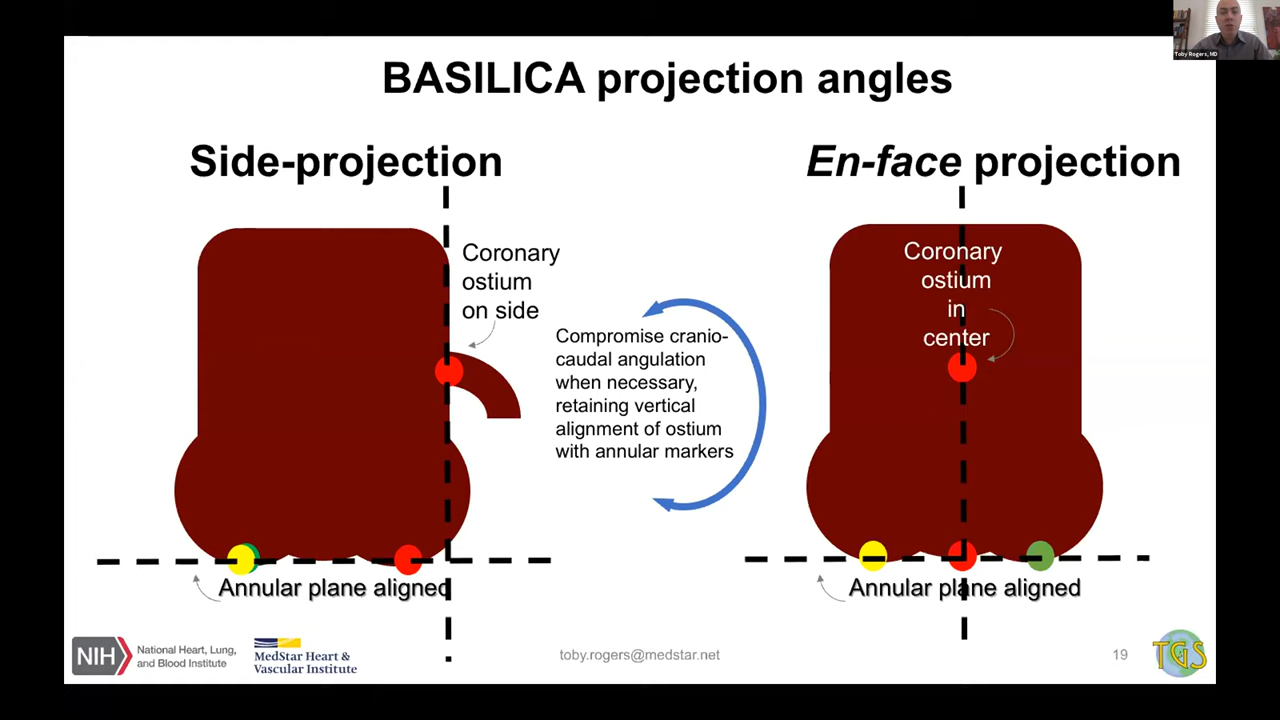 Toby Rogers, MD
BASILICA projection angles
Side-projection
Coronary
ostium
on side
Annular plane aligned
Compromise cranio-
caudal angulation
when necessary,
retaining vertical
alignment of ostium
with annular markers
En-face projection
Coronary
ostium
in
center
Annular plane aligned
NIH
National Heart, Lung,
and Blood Institute
MedStar Heart &
Vascular Institute
toby.rogers@medstar.net
19
TGS